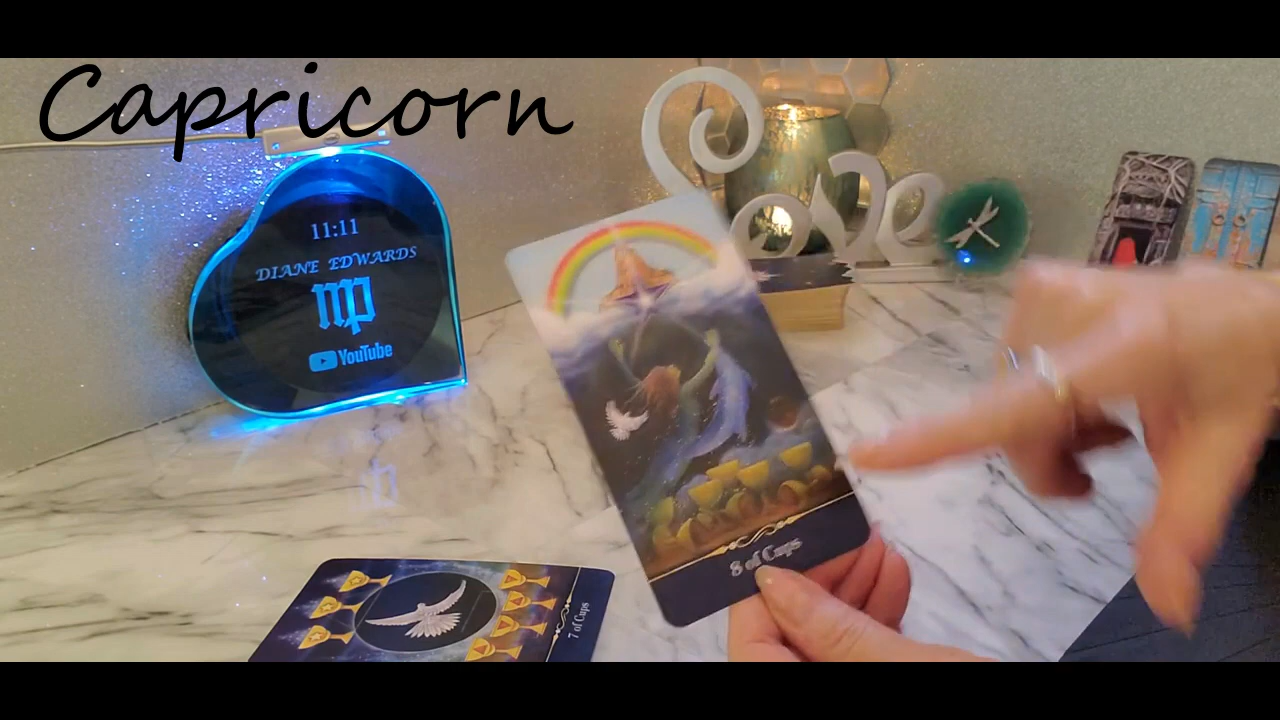 Capricorn
11:11
DIANE EDWARDS
YouTube
Love
8 of Cups
7 of Cups